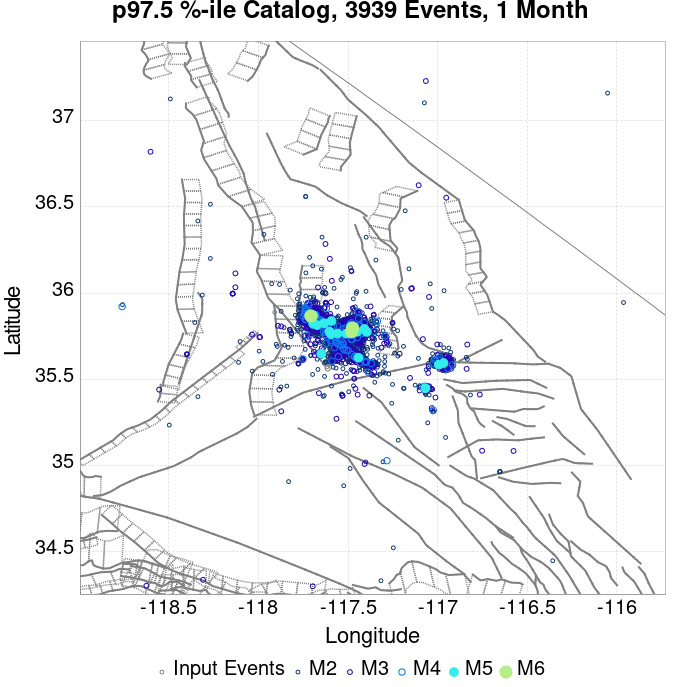 p97.5 %-ile Catalog, 3939 Events, 1 Month
Latitude
37
36.5
36
35.5
35
34.5
-118.5 -118 -117.5 -117 -116.5 -116
Longitude
Input Events M2 M3 M4 M5 M6